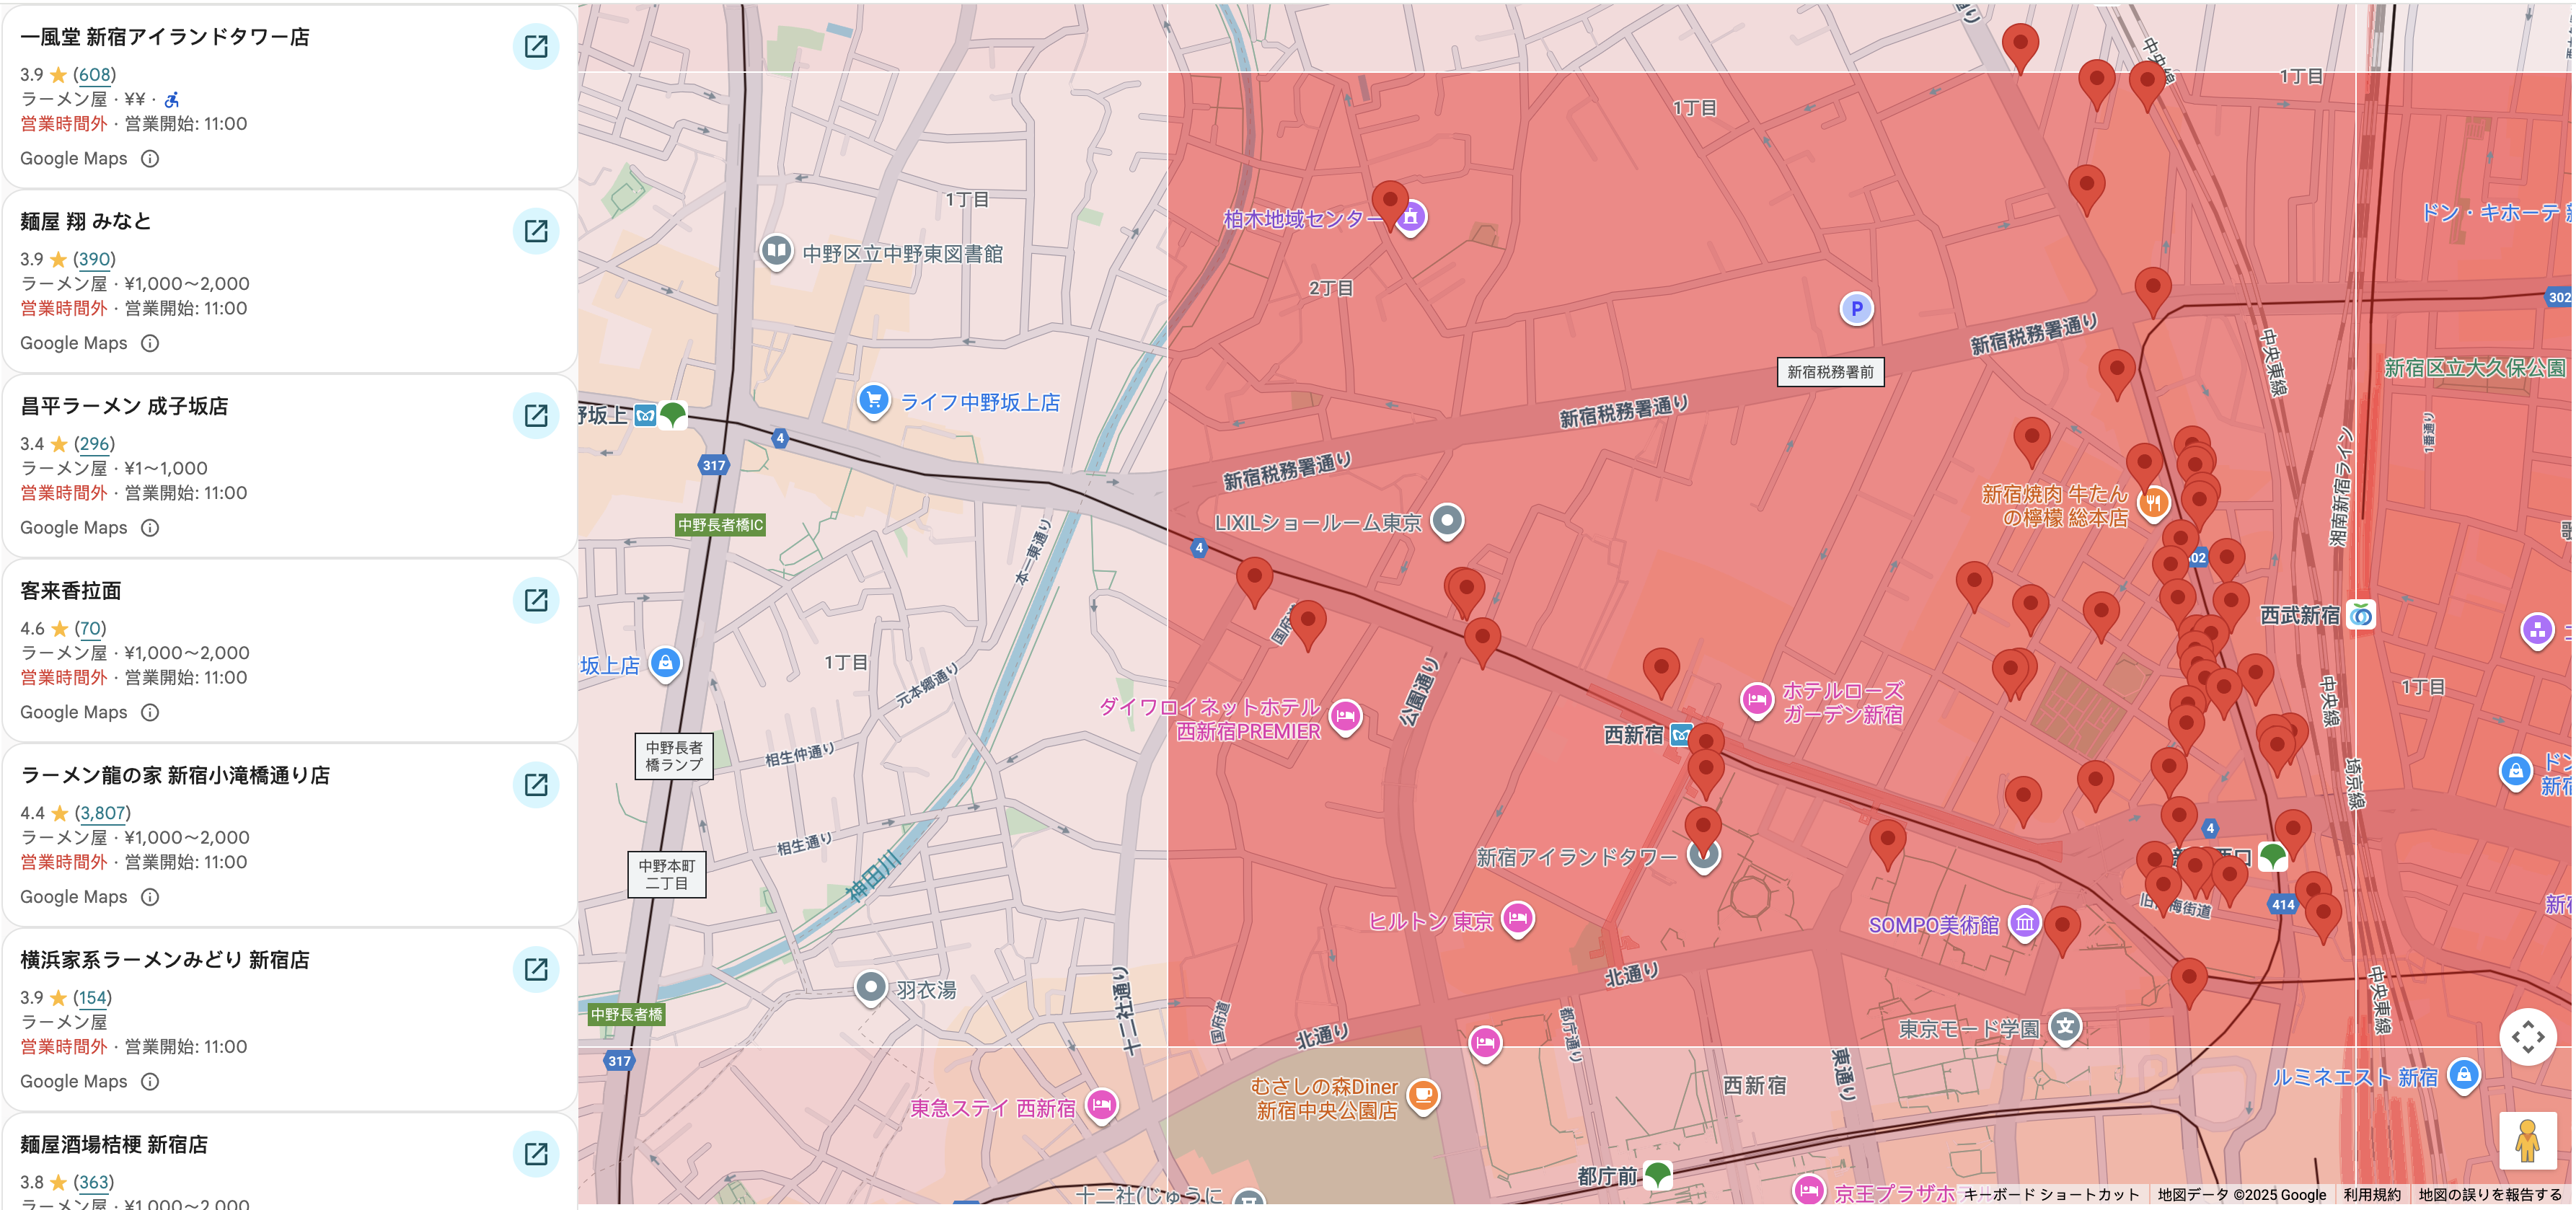 一風堂 新宿アイランドタワー店
3.9 (608)
ラーメン屋 · ¥¥ ·
営業時間外 · 営業開始: 11:00
Google Maps
麺屋 翔 みなと
3.9 (390)
ラーメン屋 · ¥1,000～2,000
営業時間外 · 営業開始: 11:00
Google Maps
昌平ラーメン 成子坂店
3.4 (296)
ラーメン屋 · ¥1～1,000
営業時間外 · 営業開始: 11:00
Google Maps
客来香拉面
4.6 (70)
ラーメン屋 · ¥1,000～2,000
営業時間外 · 営業開始: 11:00
Google Maps
ラーメン龍の家 新宿小滝橋通り店
4.4 (3,807)
ラーメン屋 · ¥1,000～2,000
営業時間外 · 営業開始: 11:00
Google Maps
横浜家系ラーメンみどり 新宿店
3.9 (154)
ラーメン屋
営業時間外 · 営業開始: 11:00
Google Maps
麺屋酒場桔梗 新宿店
3.8 (363)
ラーメン屋 · ¥1,000～2,000
中央線
1丁目
1丁目
1丁目
柏木地域センター
ドン・キホーテ
中野区立中野東図書館
2丁目
P
302
新宿税務署通り
新宿税務署前
中央東線
新宿区立大久保公園
ライフ中野坂上店
坂上
新宿税務署通り
4
1番通り
317
新宿税務署通り
湘南新宿ライン
新宿焼肉 牛たん
の檸檬 総本店
中野長者橋IC
LIXILショールーム東京
4
本一東通り
西武新宿
坂上店
1丁目
元本郷通り
公園通り
ダイワロイネットホテル
西新宿PREMIER
ホテルローズ
ガーデン新宿
西新宿
1丁目
中央線
中野長者
橋ランプ
相生仲通り
埼京線
相生通り
4
新宿アイランドタワー
中野本町
二丁目
神田川
414
ヒルトン 東京
SOMPO美術館
北通り
羽衣湯
十二社通り
国府道
北通り
都庁通り
東京モード学園
中央東線
中野長者橋
317
東通り
ルミネエスト 新宿
西新宿
むさしの森Diner
新宿中央公園店
東急ステイ 西新宿
都庁前
十二社(じゅうに
京王プラザホ
キーボード ショートカット
地図データ ©2025 Google
利用規約
地図の誤りを報告する